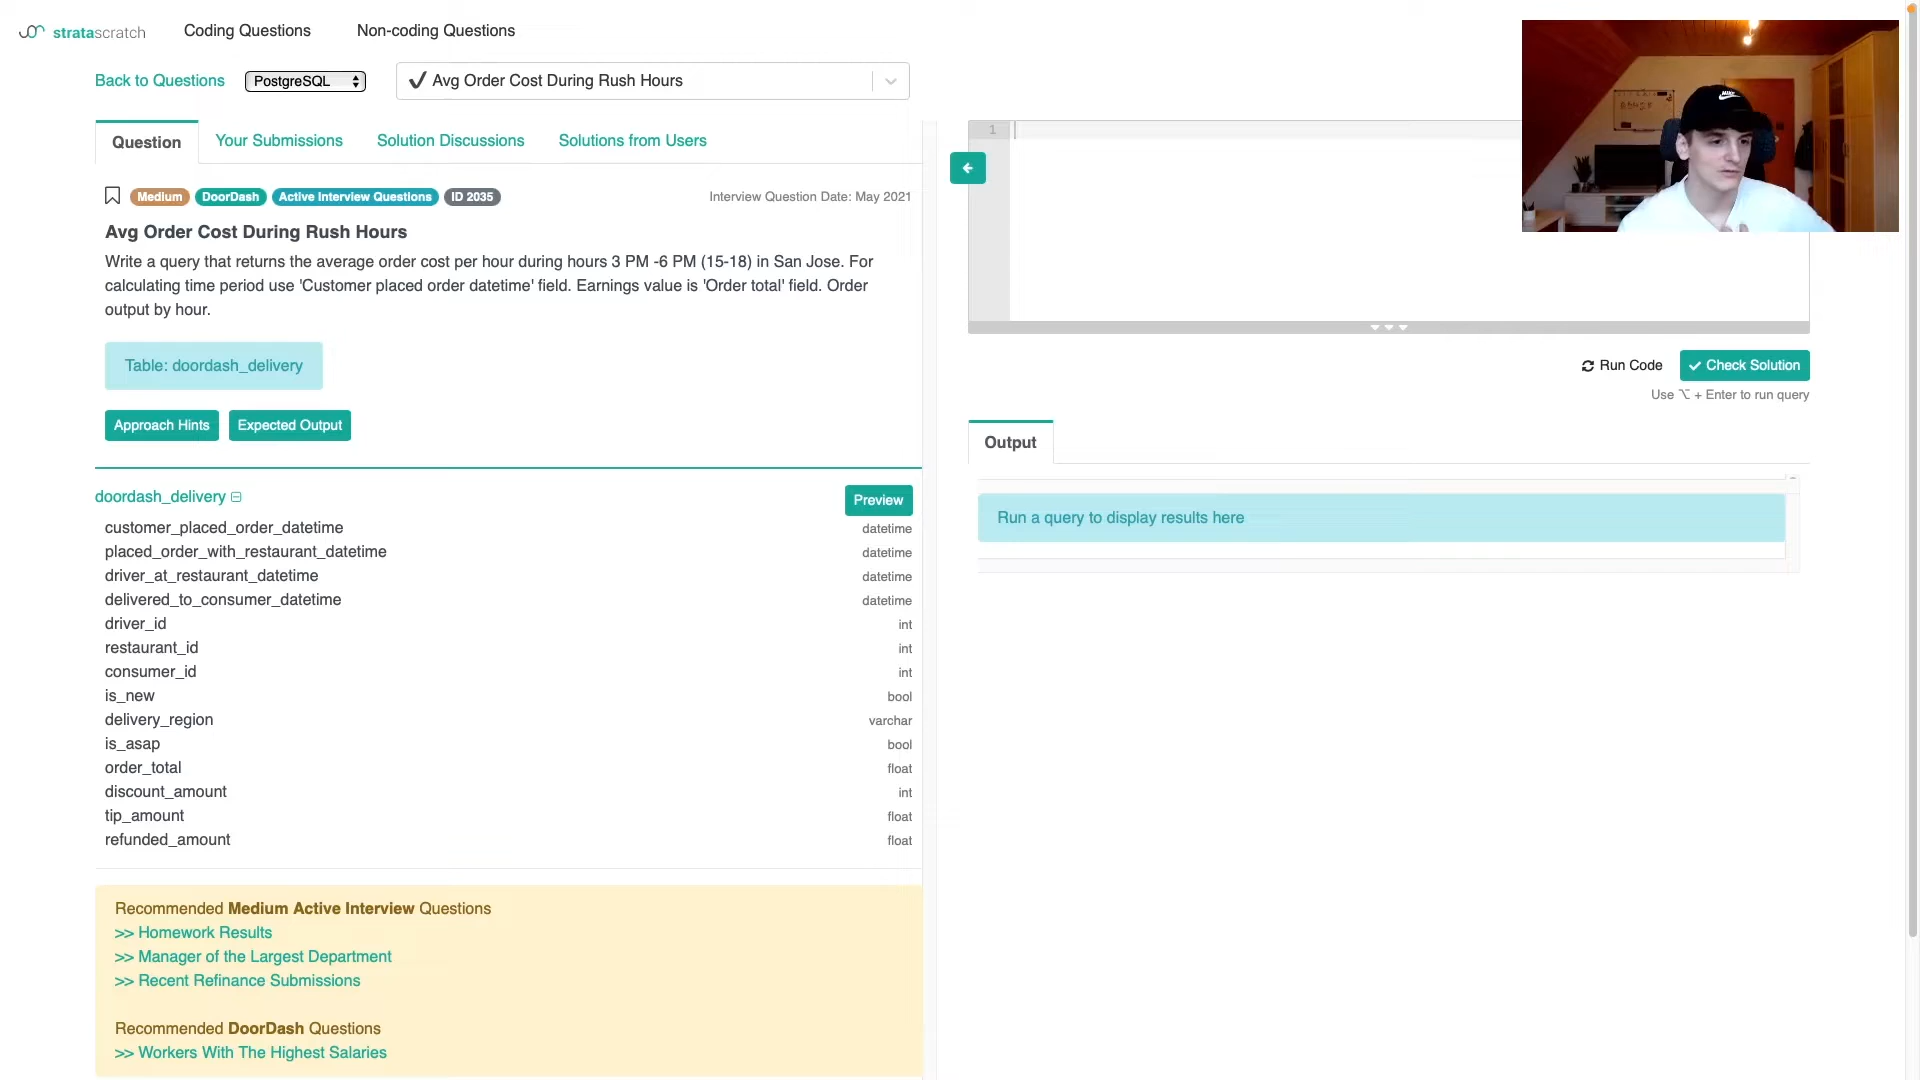 stratascratch
Coding Questions
Non-coding Questions
Back to Questions
PostgreSQL
Avg Order Cost During Rush Hours
Question
Your Submissions
Solution Discussions
Solutions from Users
Medium
DoorDash
Active Interview Questions
ID 2035
Interview Question Date: May 2021
Avg Order Cost During Rush Hours
Write a query that returns the average order cost per hour during hours 3 PM -6 PM (15-18) in San Jose. For
calculating time period use 'Customer placed order datetime' field. Earnings value is 'Order total' field. Order
output by hour.
Table: doordash_delivery
Approach Hints
Expected Output
doordash_delivery
Preview
customer_placed_order_datetime datetime
placed_order_with_restaurant_datetime datetime
driver_at_restaurant_datetime datetime
delivered_to_consumer_datetime datetime
driver_id int
restaurant_id int
consumer_id int
is_new bool
delivery_region varchar
is_asap bool
order_total float
discount_amount int
tip_amount float
refunded_amount float
Recommended Medium Active Interview Questions
>> Homework Results
>> Manager of the Largest Department
>> Recent Refinance Submissions
Recommended DoorDash Questions
>> Workers With The Highest Salaries
1
Run Code
Check Solution
Use ⌥ + Enter to run query
Output
Run a query to display results here